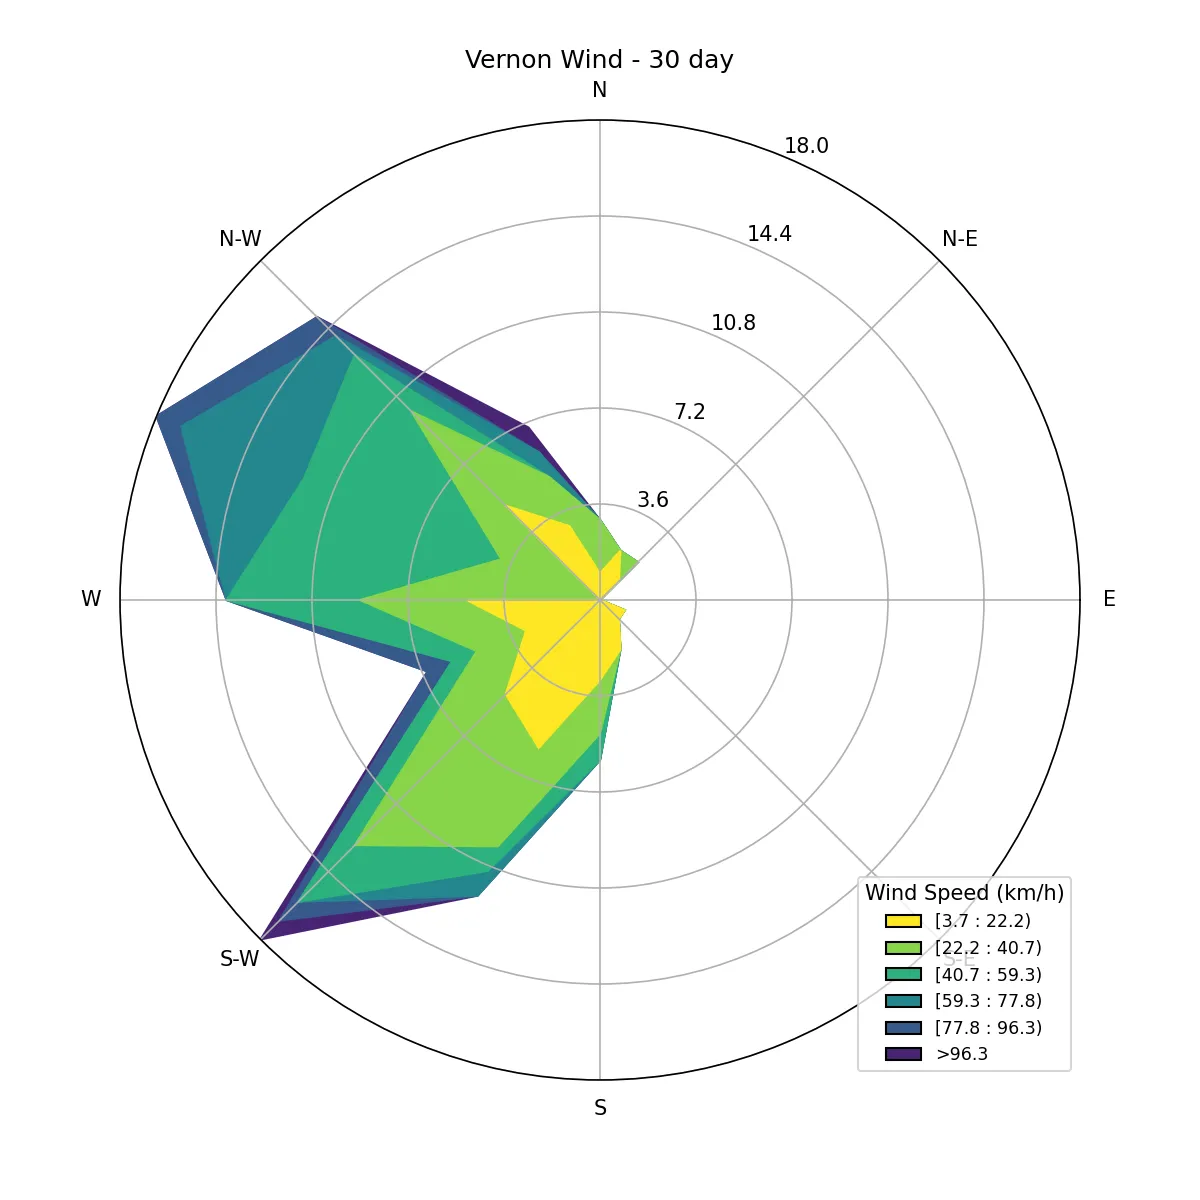 Vernon Wind - 30 day
N
18.0
14.4
N-W
N-E
10.8
7.2
3.6
W
E
S-W
S-E
Wind Speed (km/h)
[3.7 : 22.2)
[22.2 : 40.7)
[40.7 : 59.3)
[59.3 : 77.8)
[77.8 : 96.3)
>96.3
S